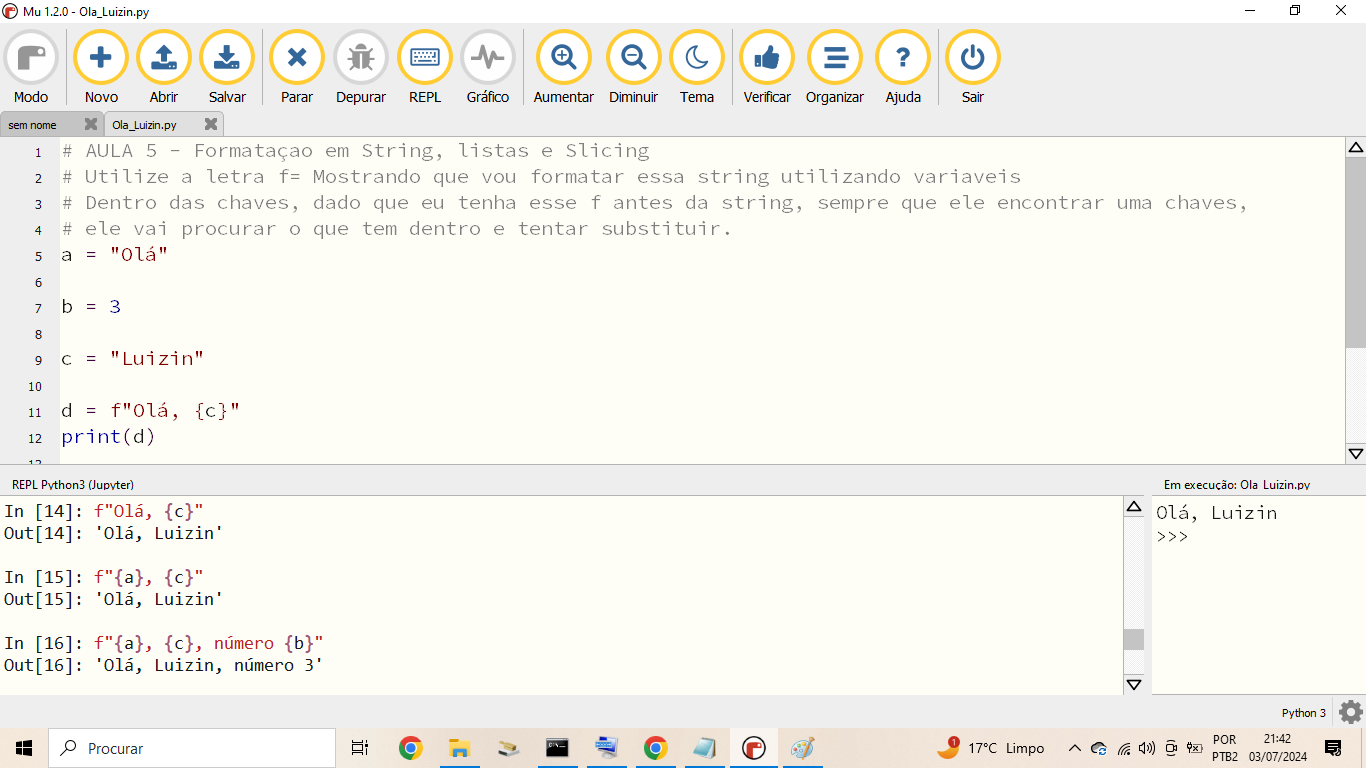 Mu 1.2.0 - Ola_Luizin.py
Modo Novo Abrir Salvar Parar Depurar REPL Gráfico Aumentar Diminuir Tema Verificar Organizar Ajuda Sair
sem nome Ola_Luizin.py
1 # AULA 5 - Formataçao em String, listas e Slicing
2 # Utilize a letra f= Mostrando que vou formatar essa string utilizando variaveis
3 # Dentro das chaves, dado que eu tenha esse f antes da string, sempre que ele encontrar uma chaves,
4 # ele vai procurar o que tem dentro e tentar substituir.
5 a = "Olá"
6
7 b = 3
8
9 c = "Luizin"
10
11 d = f"Olá, {c}"
12 print(d)
13
REPL Python3 (Jupyter)
In [14]: f"Olá, {c}"
Out[14]: 'Olá, Luizin'
In [15]: f"{a}, {c}"
Out[15]: 'Olá, Luizin'
In [16]: f"{a}, {c}, número {b}"
Out[16]: 'Olá, Luizin, número 3'
Em execução: Ola_Luizin.py
Olá, Luizin
>>>
Python 3
Procurar
1
17°C Limpo
POR
PTB2
21:42
03/07/2024